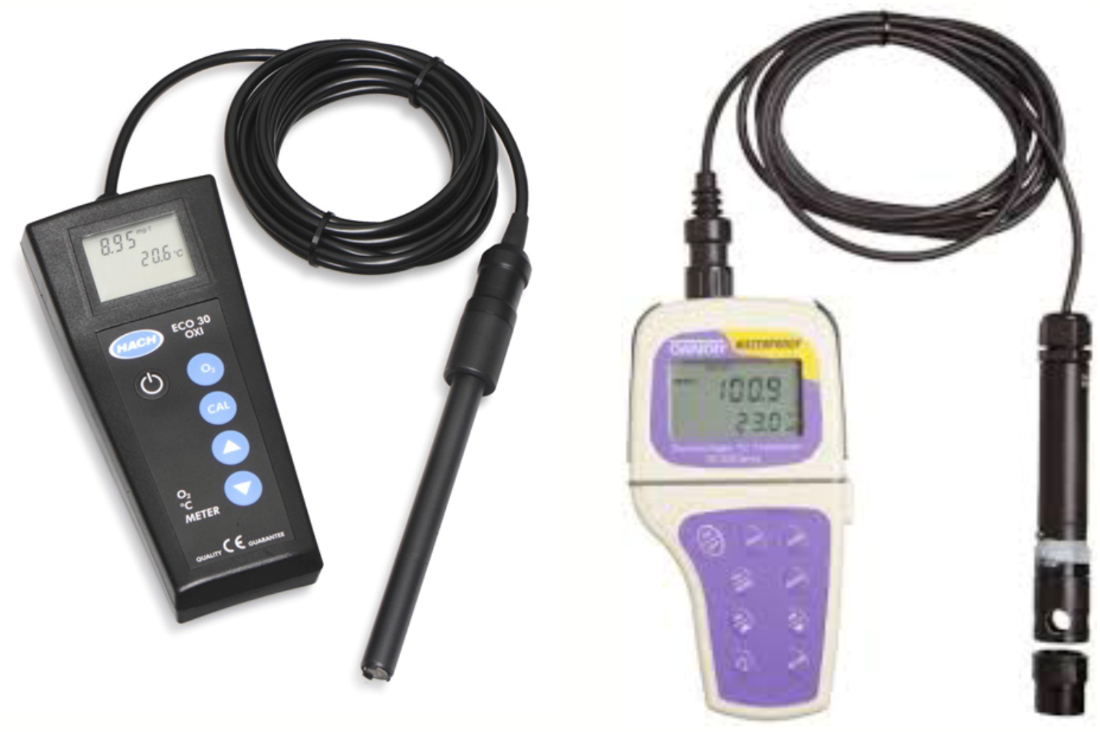 8.95 mg/l
20.6 °C
HACH
ECO 30
OXI
O₂
CAL
O₂
°C
METER
QUALITY CE GUARANTEE
OAKTON
WATERPROOF
100.9
23.0